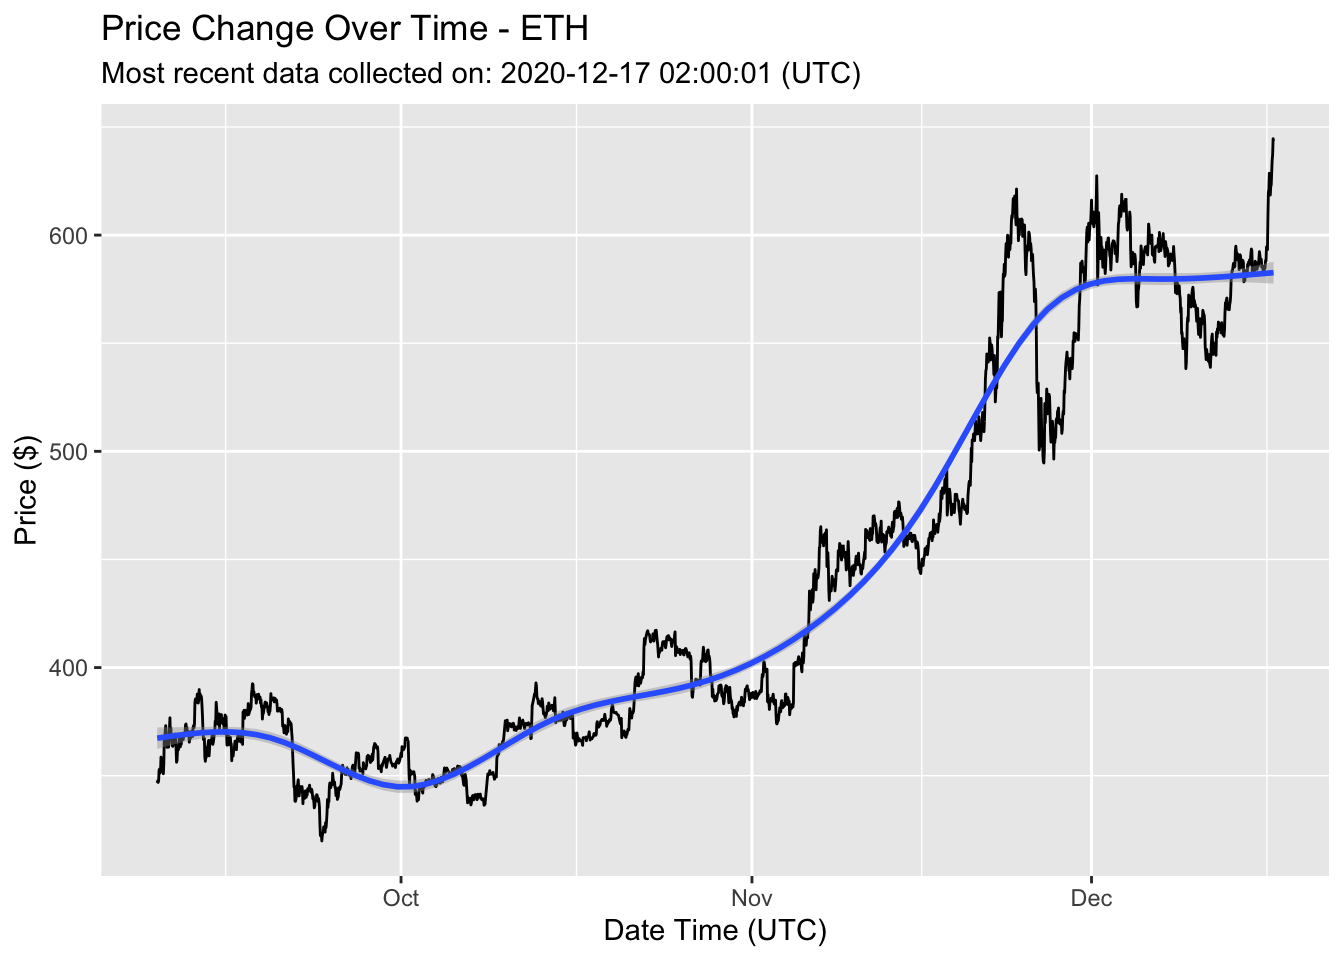 Price Change Over Time - ETH
Most recent data collected on: 2020-12-17 02:00:01 (UTC)
Price ($)
600
500
400
Oct
Nov
Dec
Date Time (UTC)